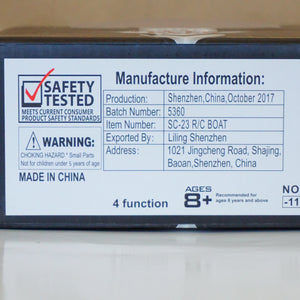 SAFETY
TESTED
MEETS CURRENT CONSUMER
PRODUCT SAFETY STANDARDS
WARNING:
CHOKING HAZARD * Small Parts
Not for children under 5 years of age
MADE IN CHINA
Manufacture Information:
Production: Shenzhen,China,October 2017
Batch Number: 5360
Item Number: SC-23 R/C BOAT
Exported By: Liling Shenzhen
Address: 1021 Jingcheng Road, Shajing,
Baoan,Shenzhen, China
4 function
AGES
8+
Recommended for
ages 8 years and above
NO
-11